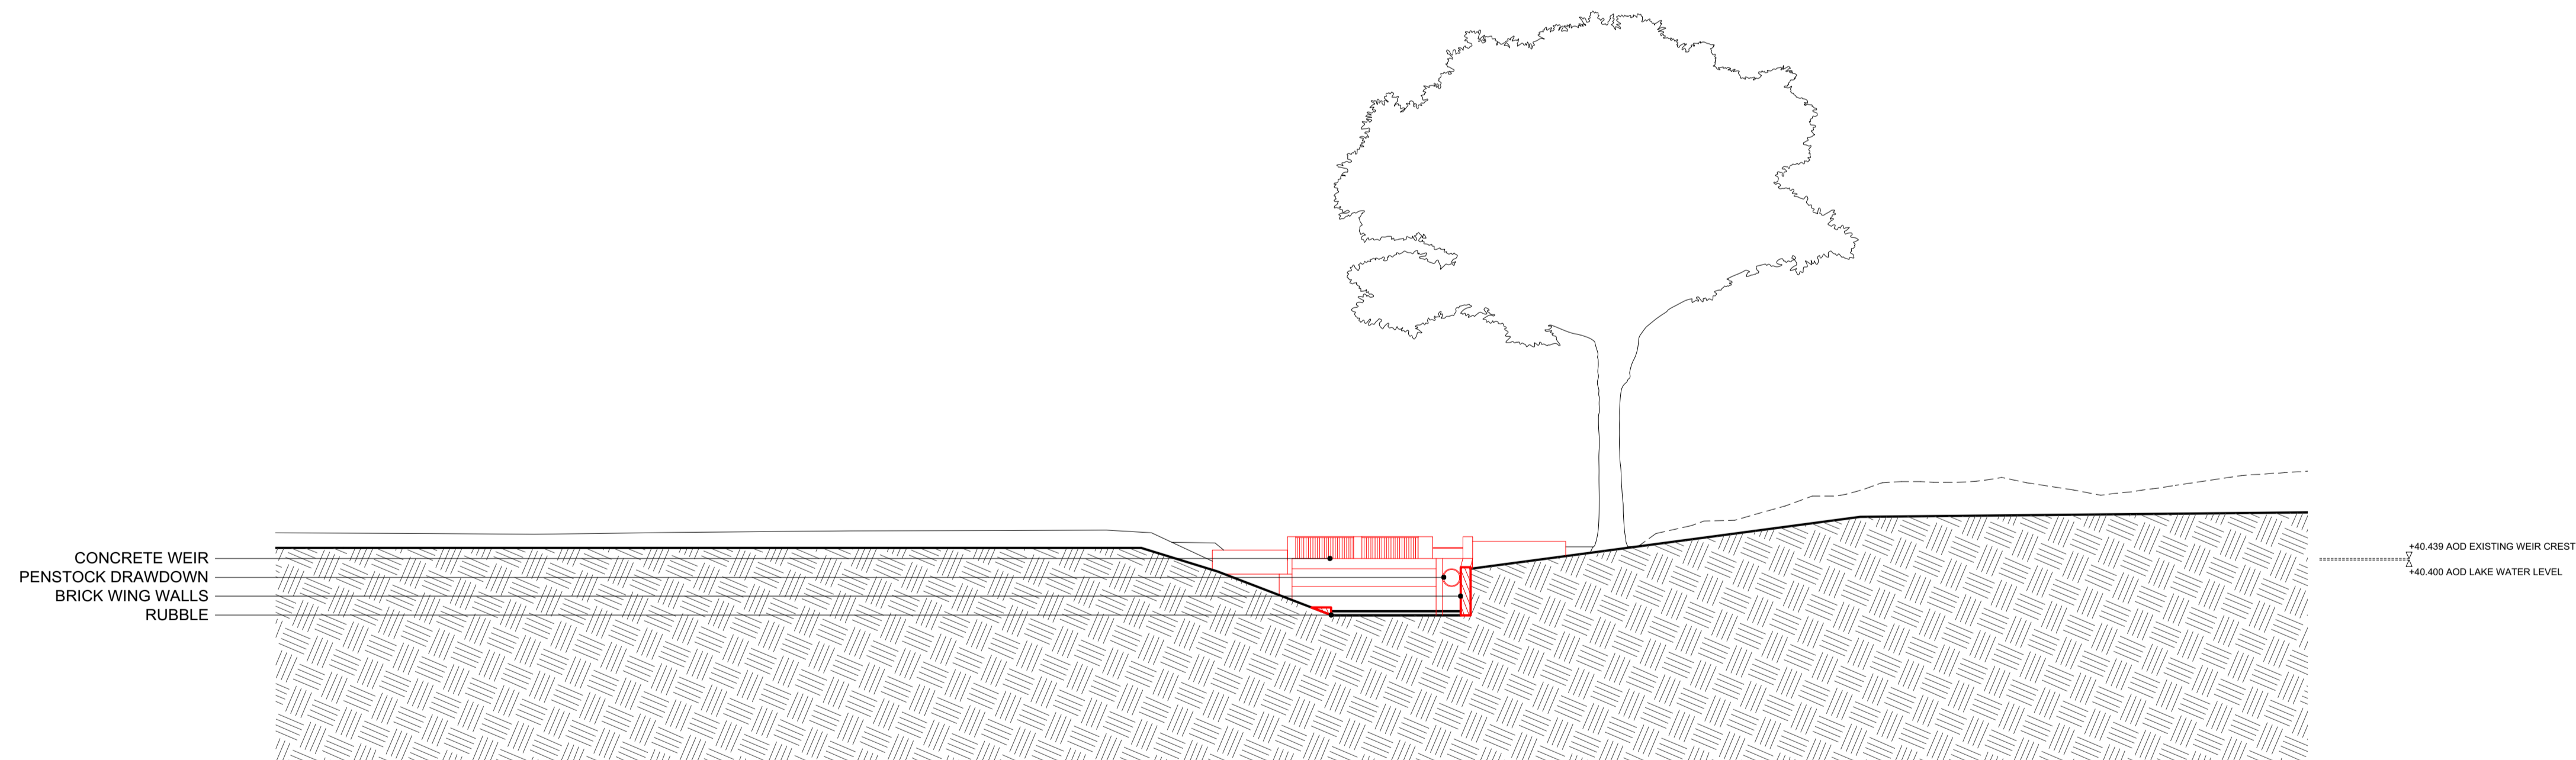 CONCRETE WEIR
PENSTOCK DRAWDOWN
BRICK WING WALLS
RUBBLE
+40.439 AOD EXISTING WEIR CREST
+40.400 AOD LAKE WATER LEVEL